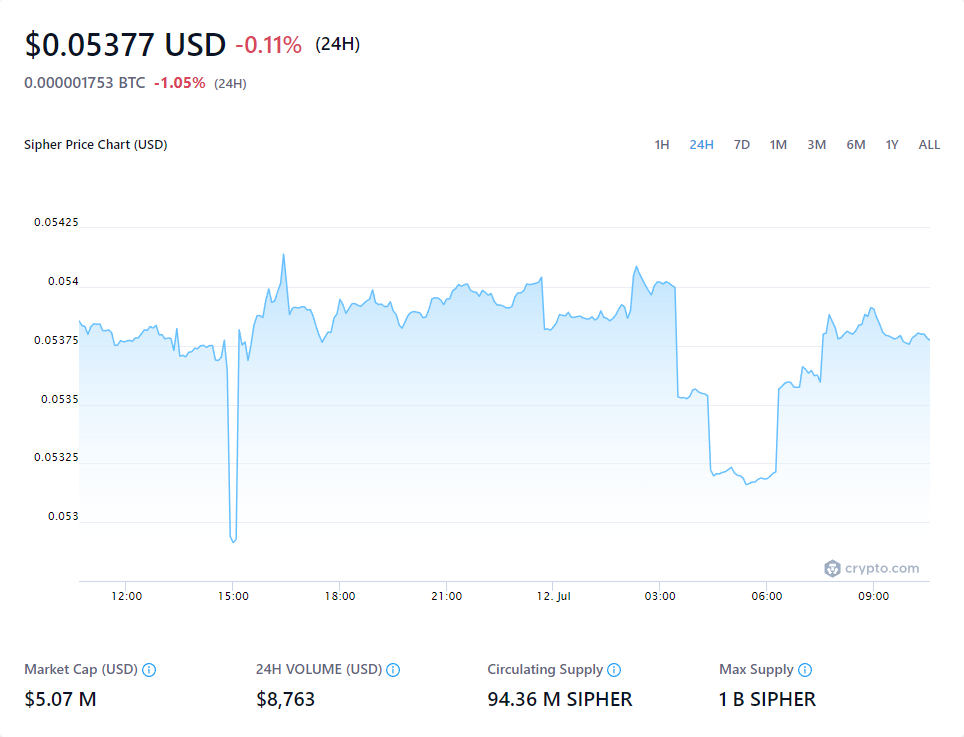 $0.05377 USD -0.11% (24H)
0.000001753 BTC -1.05% (24H)
Sipher Price Chart (USD) 1H 24H 7D 1M 3M 6M 1Y ALL
0.05425
0.054
0.05375
0.0535
0.05325
0.053
crypto.com
12:00 15:00 18:00 21:00 12. Jul 03:00 06:00 09:00
Market Cap (USD) 24H VOLUME (USD) Circulating Supply Max Supply
$5.07 M $8,763 94.36 M SIPHER 1 B SIPHER